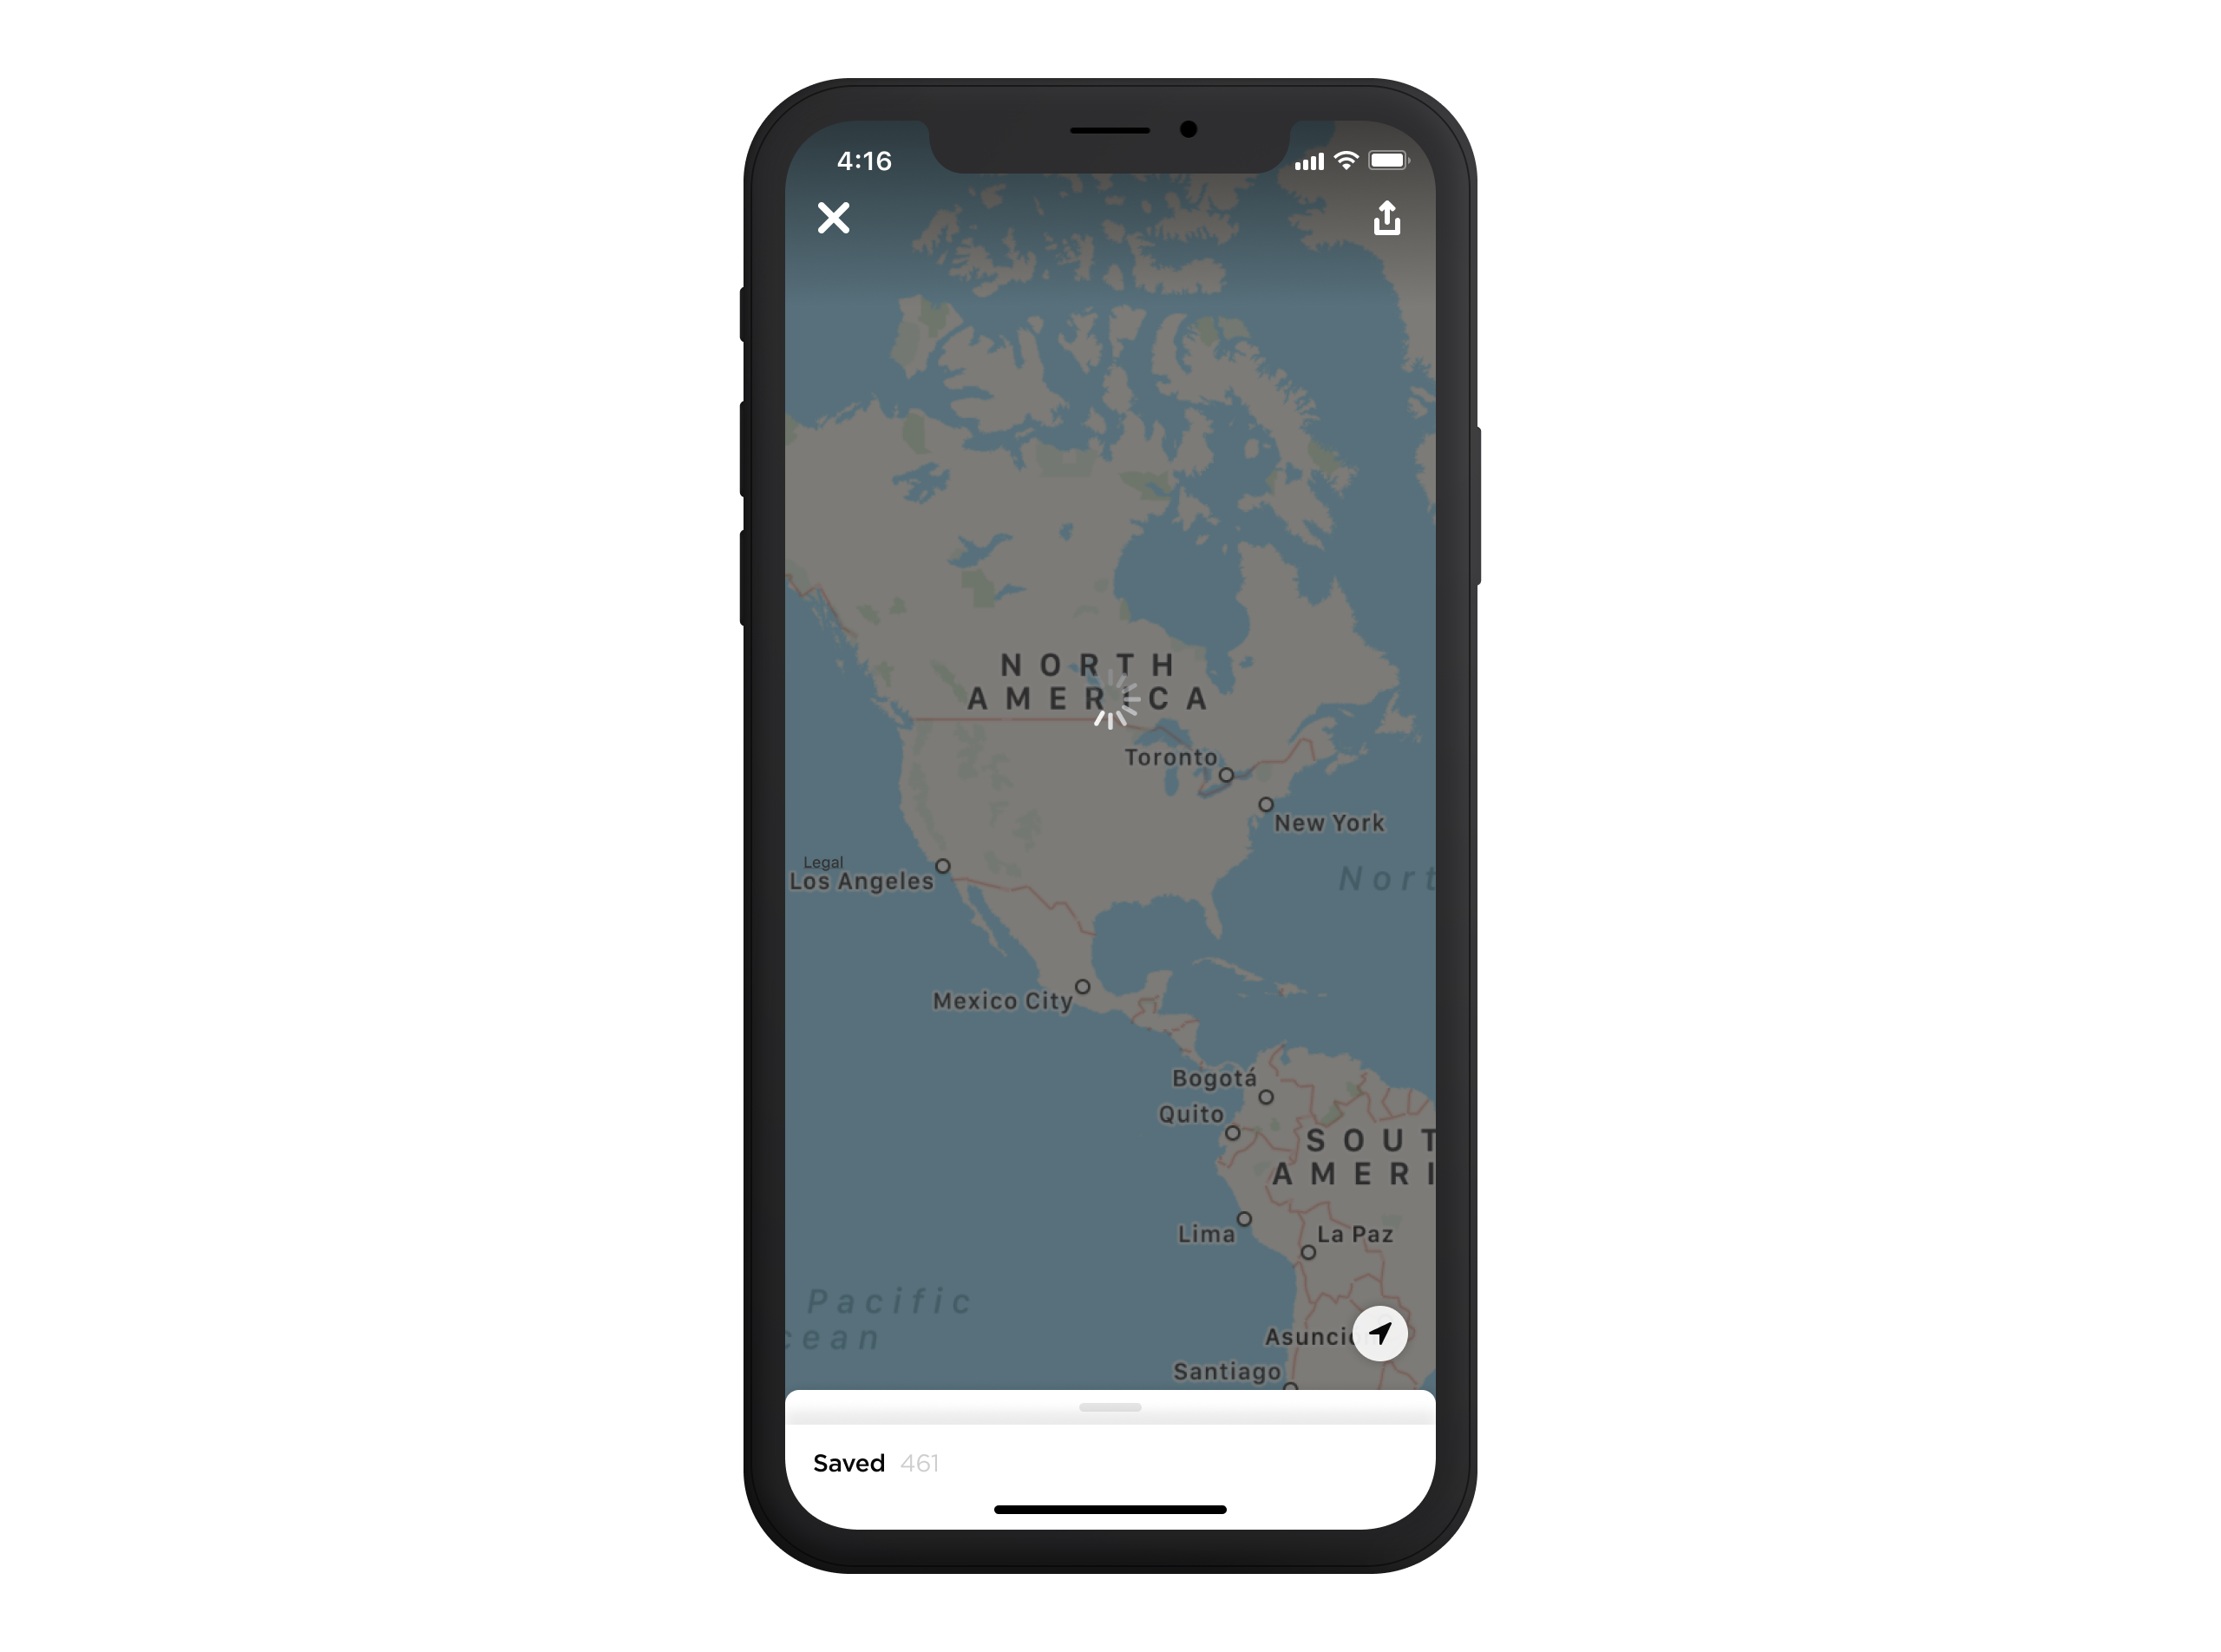 4:16
NORTH
AMERICA
Toronto
New York
Legal
Los Angeles
Nort
Mexico City
Bogotá
Quito
SOUT
AMERI
Lima
La Paz
Pacific
cean
Asunci
Santiago
Saved 461